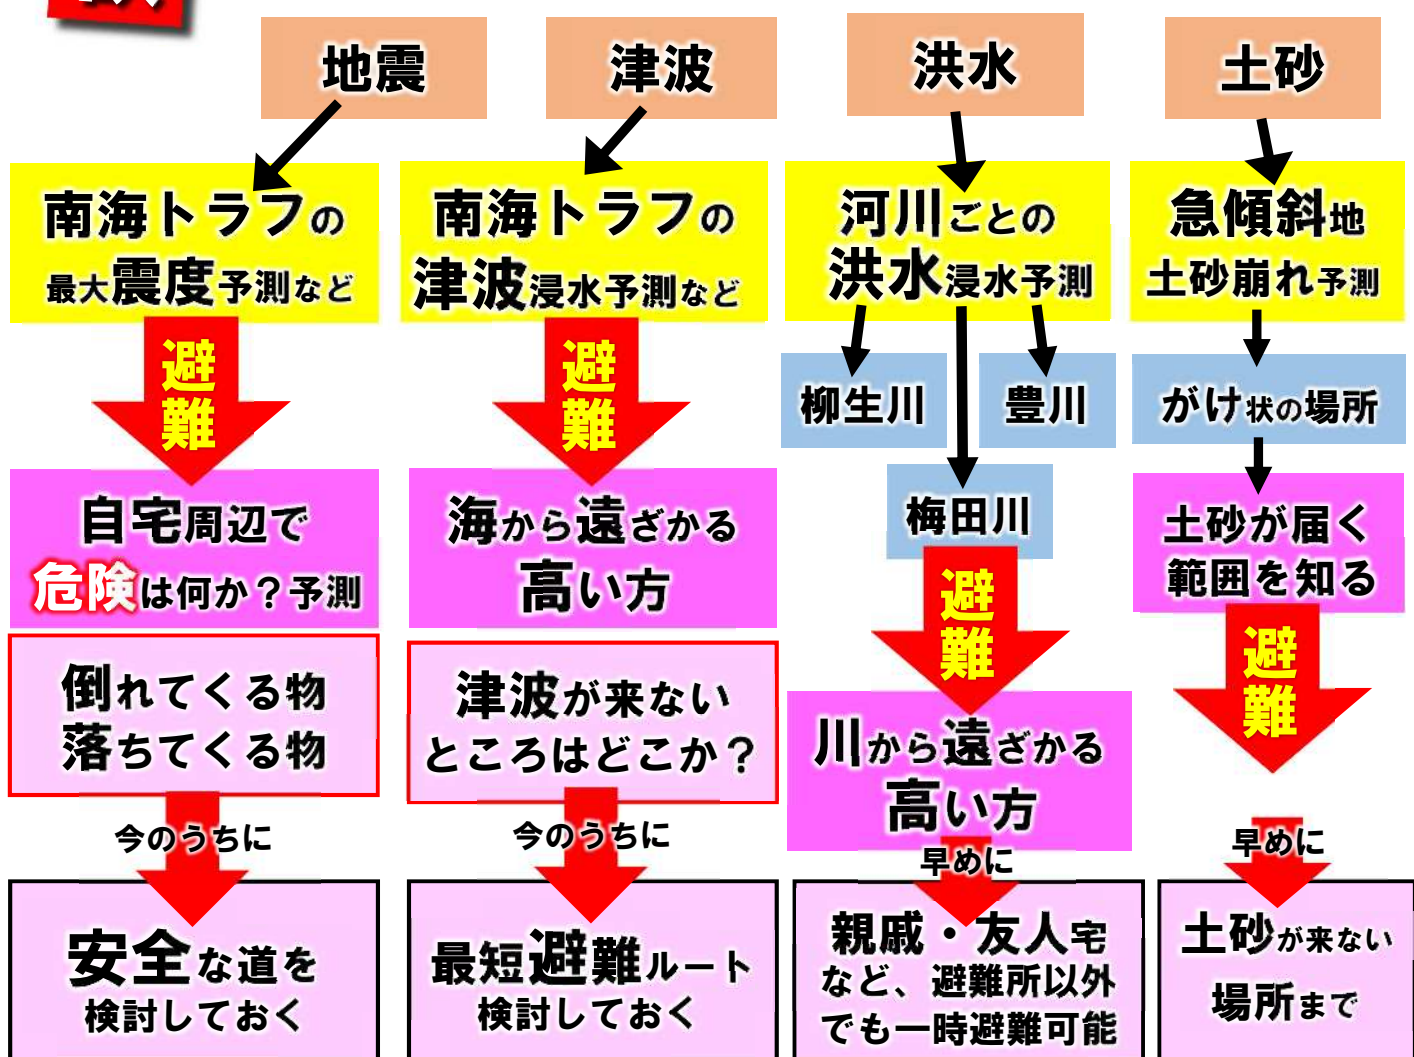 地震
津波
洪水
土砂
南海トラフの
最大震度予測など
南海トラフの
津波浸水予測など
河川ごとの
洪水浸水予測
急傾斜地
土砂崩れ予測
避
難
避
難
柳生川
豊川
梅田川
がけ状の場所
自宅周辺で
危険は何か？予測
海から遠ざかる
高い方
避
難
土砂が届く
範囲を知る
避
難
倒れてくる物
落ちてくる物
津波が来ない
ところはどこか？
川から遠ざかる
高い方
今のうちに
今のうちに
早めに
早めに
安全な道を
検討しておく
最短避難ルート
検討しておく
親戚・友人宅
など、避難所以外
でも一時避難可能
土砂が来ない
場所まで